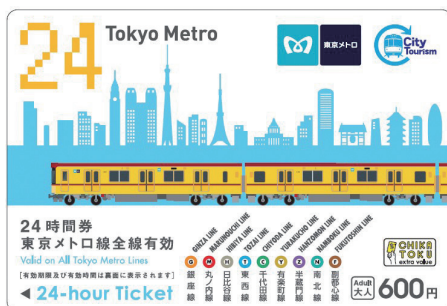 24 Tokyo Metro
東京メトロ
City
Tourism
24時間券
東京メトロ線全線有効
Valid on All Tokyo Metro Lines
[有効期限及び有効時間は裏面に表示されます]
◀ 24-hour Ticket
GINZA LINE
MARUNOUCHI LINE
HIBIYA LINE
TOZAI LINE
CHIYODA LINE
YURAKUCHO LINE
HANZOMON LINE
NAMBOKU LINE
FUKUTOSHIN LINE
G M H T C Y Z N F
銀座線
丸ノ内線
日比谷線
東西線
千代田線
有楽町線
半蔵門線
南北線
副都心線
CHIKA
TOKU
extra value
Adult
大人
600円